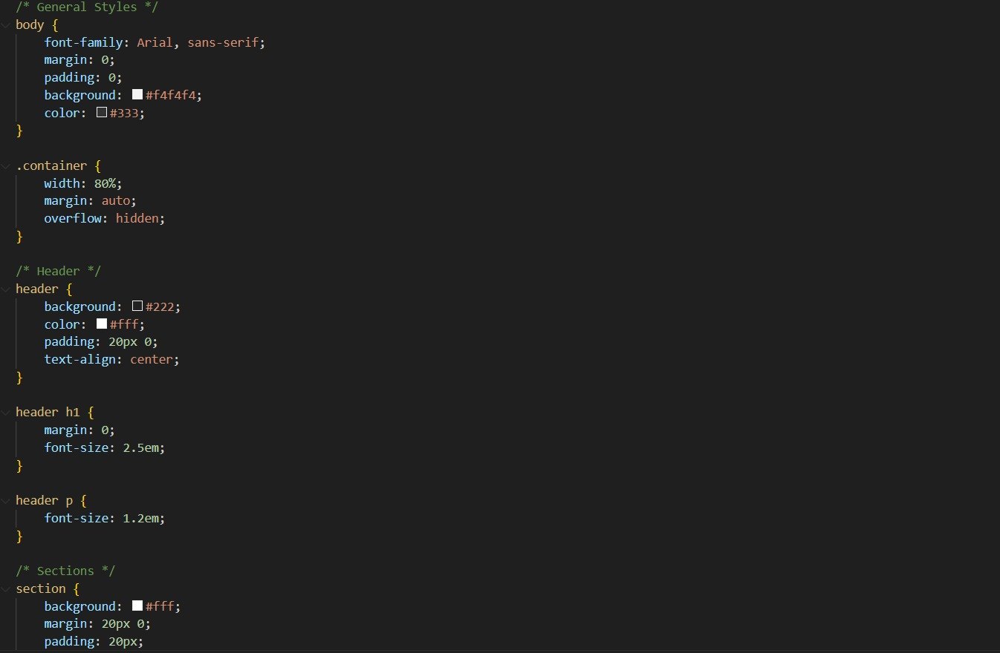 /* General Styles */
body {
    font-family: Arial, sans-serif;
    margin: 0;
    padding: 0;
    background: #f4f4f4;
    color: #333;
}

.container {
    width: 80%;
    margin: auto;
    overflow: hidden;
}

/* Header */
header {
    background: #222;
    color: #fff;
    padding: 20px 0;
    text-align: center;
}

header h1 {
    margin: 0;
    font-size: 2.5em;
}

header p {
    font-size: 1.2em;
}

/* Sections */
section {
    background: #fff;
    margin: 20px 0;
    padding: 20px;